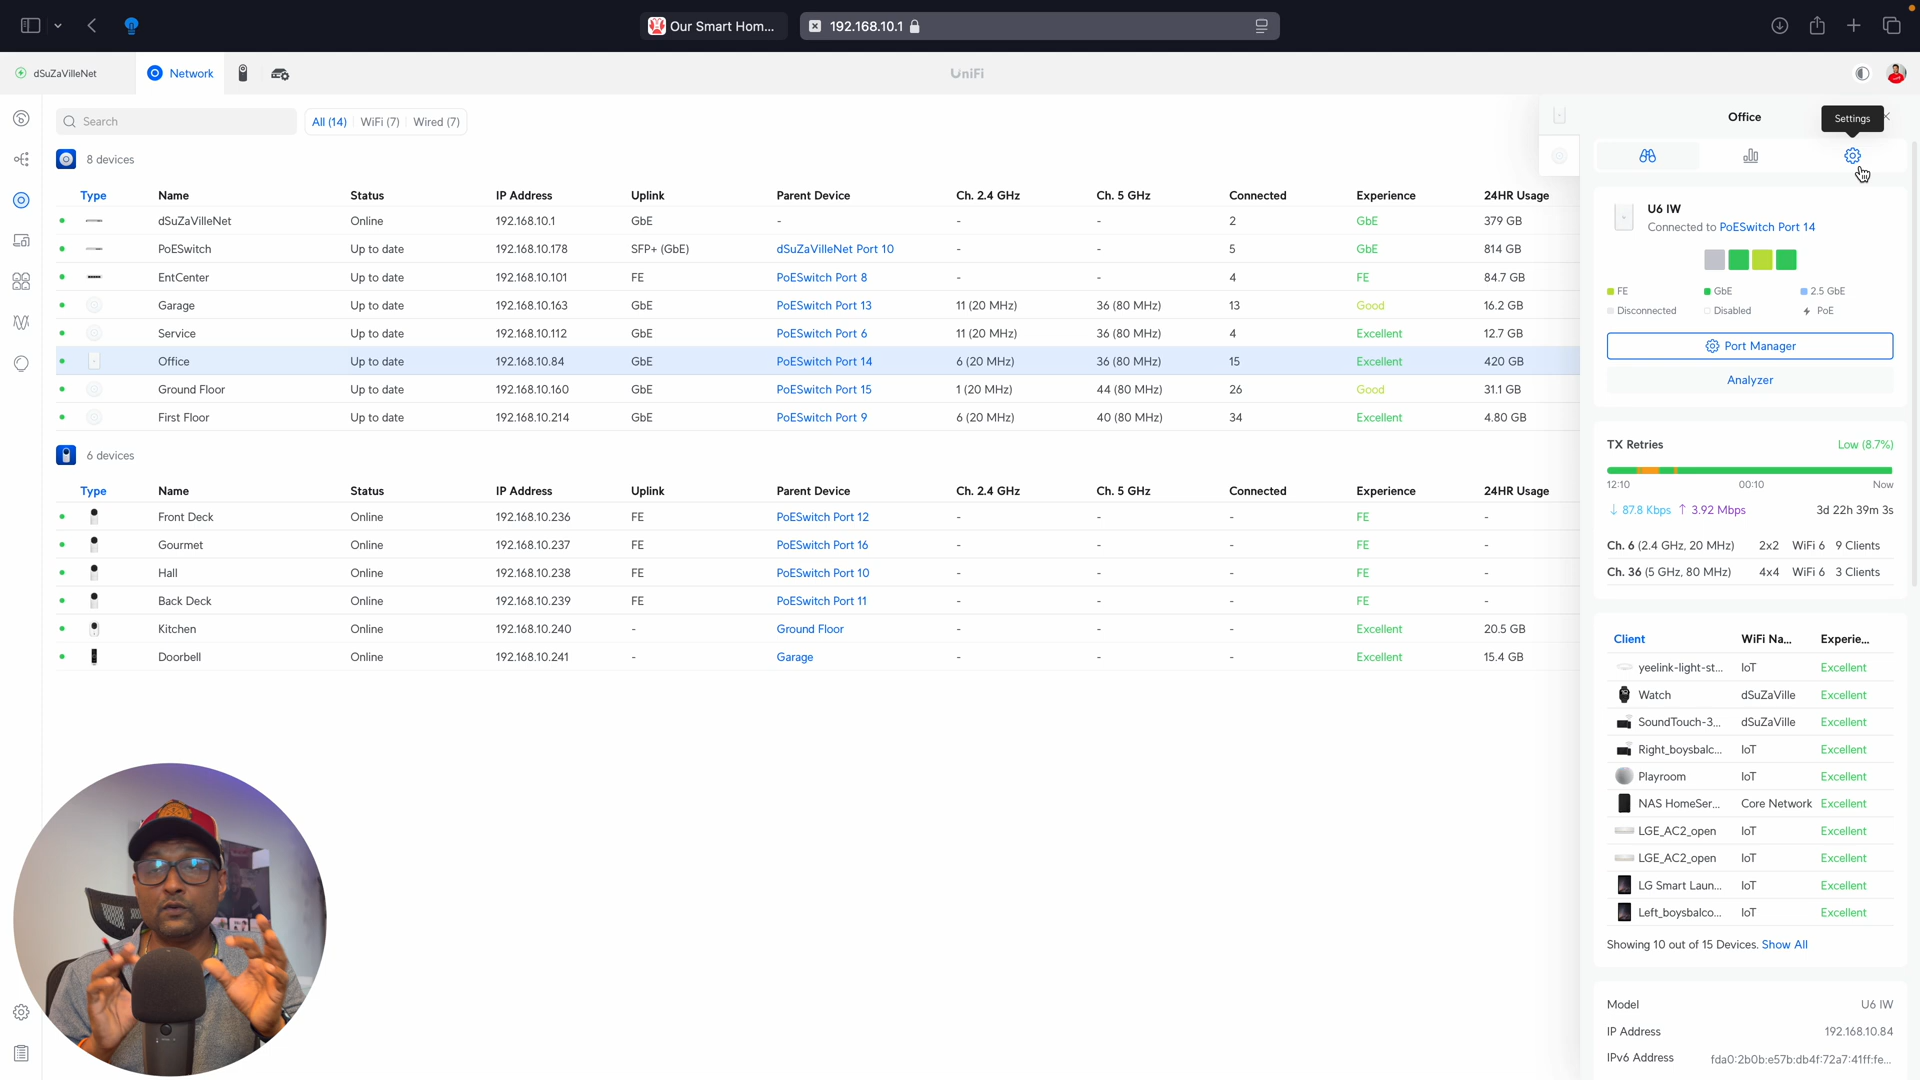 Our Smart Hom...
192.168.10.1
dSuZaVilleNet
Network
UniFi
Search
All (14) WiFi (7) Wired (7)
Office
Settings
8 devices
Type Name Status IP Address Uplink Parent Device Ch. 2.4 GHz Ch. 5 GHz Connected Experience 24HR Usage
dSuZaVilleNet Online 192.168.10.1 GbE - - - 2 GbE 379 GB
PoESwitch Up to date 192.168.10.178 SFP+ (GbE) dSuZaVilleNet Port 10 - - 5 GbE 814 GB
EntCenter Up to date 192.168.10.101 FE PoESwitch Port 8 - - 4 FE 84.7 GB
Garage Up to date 192.168.10.163 GbE PoESwitch Port 13 11 (20 MHz) 36 (80 MHz) 13 Good 16.2 GB
Service Up to date 192.168.10.112 GbE PoESwitch Port 6 11 (20 MHz) 36 (80 MHz) 4 Excellent 12.7 GB
Office Up to date 192.168.10.84 GbE PoESwitch Port 14 6 (20 MHz) 36 (80 MHz) 15 Excellent 420 GB
Ground Floor Up to date 192.168.10.160 GbE PoESwitch Port 15 1 (20 MHz) 44 (80 MHz) 26 Good 31.1 GB
First Floor Up to date 192.168.10.214 GbE PoESwitch Port 9 6 (20 MHz) 40 (80 MHz) 34 Excellent 4.80 GB
6 devices
Type Name Status IP Address Uplink Parent Device Ch. 2.4 GHz Ch. 5 GHz Connected Experience 24HR Usage
Front Deck Online 192.168.10.236 FE PoESwitch Port 12 - - - FE -
Gourmet Online 192.168.10.237 FE PoESwitch Port 16 - - - FE -
Hall Online 192.168.10.238 FE PoESwitch Port 10 - - - FE -
Back Deck Online 192.168.10.239 FE PoESwitch Port 11 - - - FE -
Kitchen Online 192.168.10.240 - Ground Floor - - - Excellent 20.5 GB
Doorbell Online 192.168.10.241 - Garage - - - Excellent 15.4 GB
U6 IW
Connected to PoESwitch Port 14
FE GbE 2.5 GbE
Disconnected Disabled PoE
Port Manager
Analyzer
TX Retries Low (8.7%)
12:10 00:10 Now
↓ 87.8 Kbps ↑ 3.92 Mbps 3d 22h 39m 3s
Ch. 6 (2.4 GHz, 20 MHz) 2x2 WiFi 6 9 Clients
Ch. 36 (5 GHz, 80 MHz) 4x4 WiFi 6 3 Clients
Client WiFi Na... Experie...
yeelink-light-st... IoT Excellent
Watch dSuZaVille Excellent
SoundTouch-3... dSuZaVille Excellent
Right_boysbalc... IoT Excellent
Playroom IoT Excellent
NAS HomeSer... Core Network Excellent
LGE_AC2_open IoT Excellent
LGE_AC2_open IoT Excellent
LG Smart Laun... IoT Excellent
Left_boysbalco... IoT Excellent
Showing 10 out of 15 Devices. Show All
Model U6 IW
IP Address 192.168.10.84
IPv6 Address fda0:2b0b:e57b:db4f:72a7:41ff:fe...